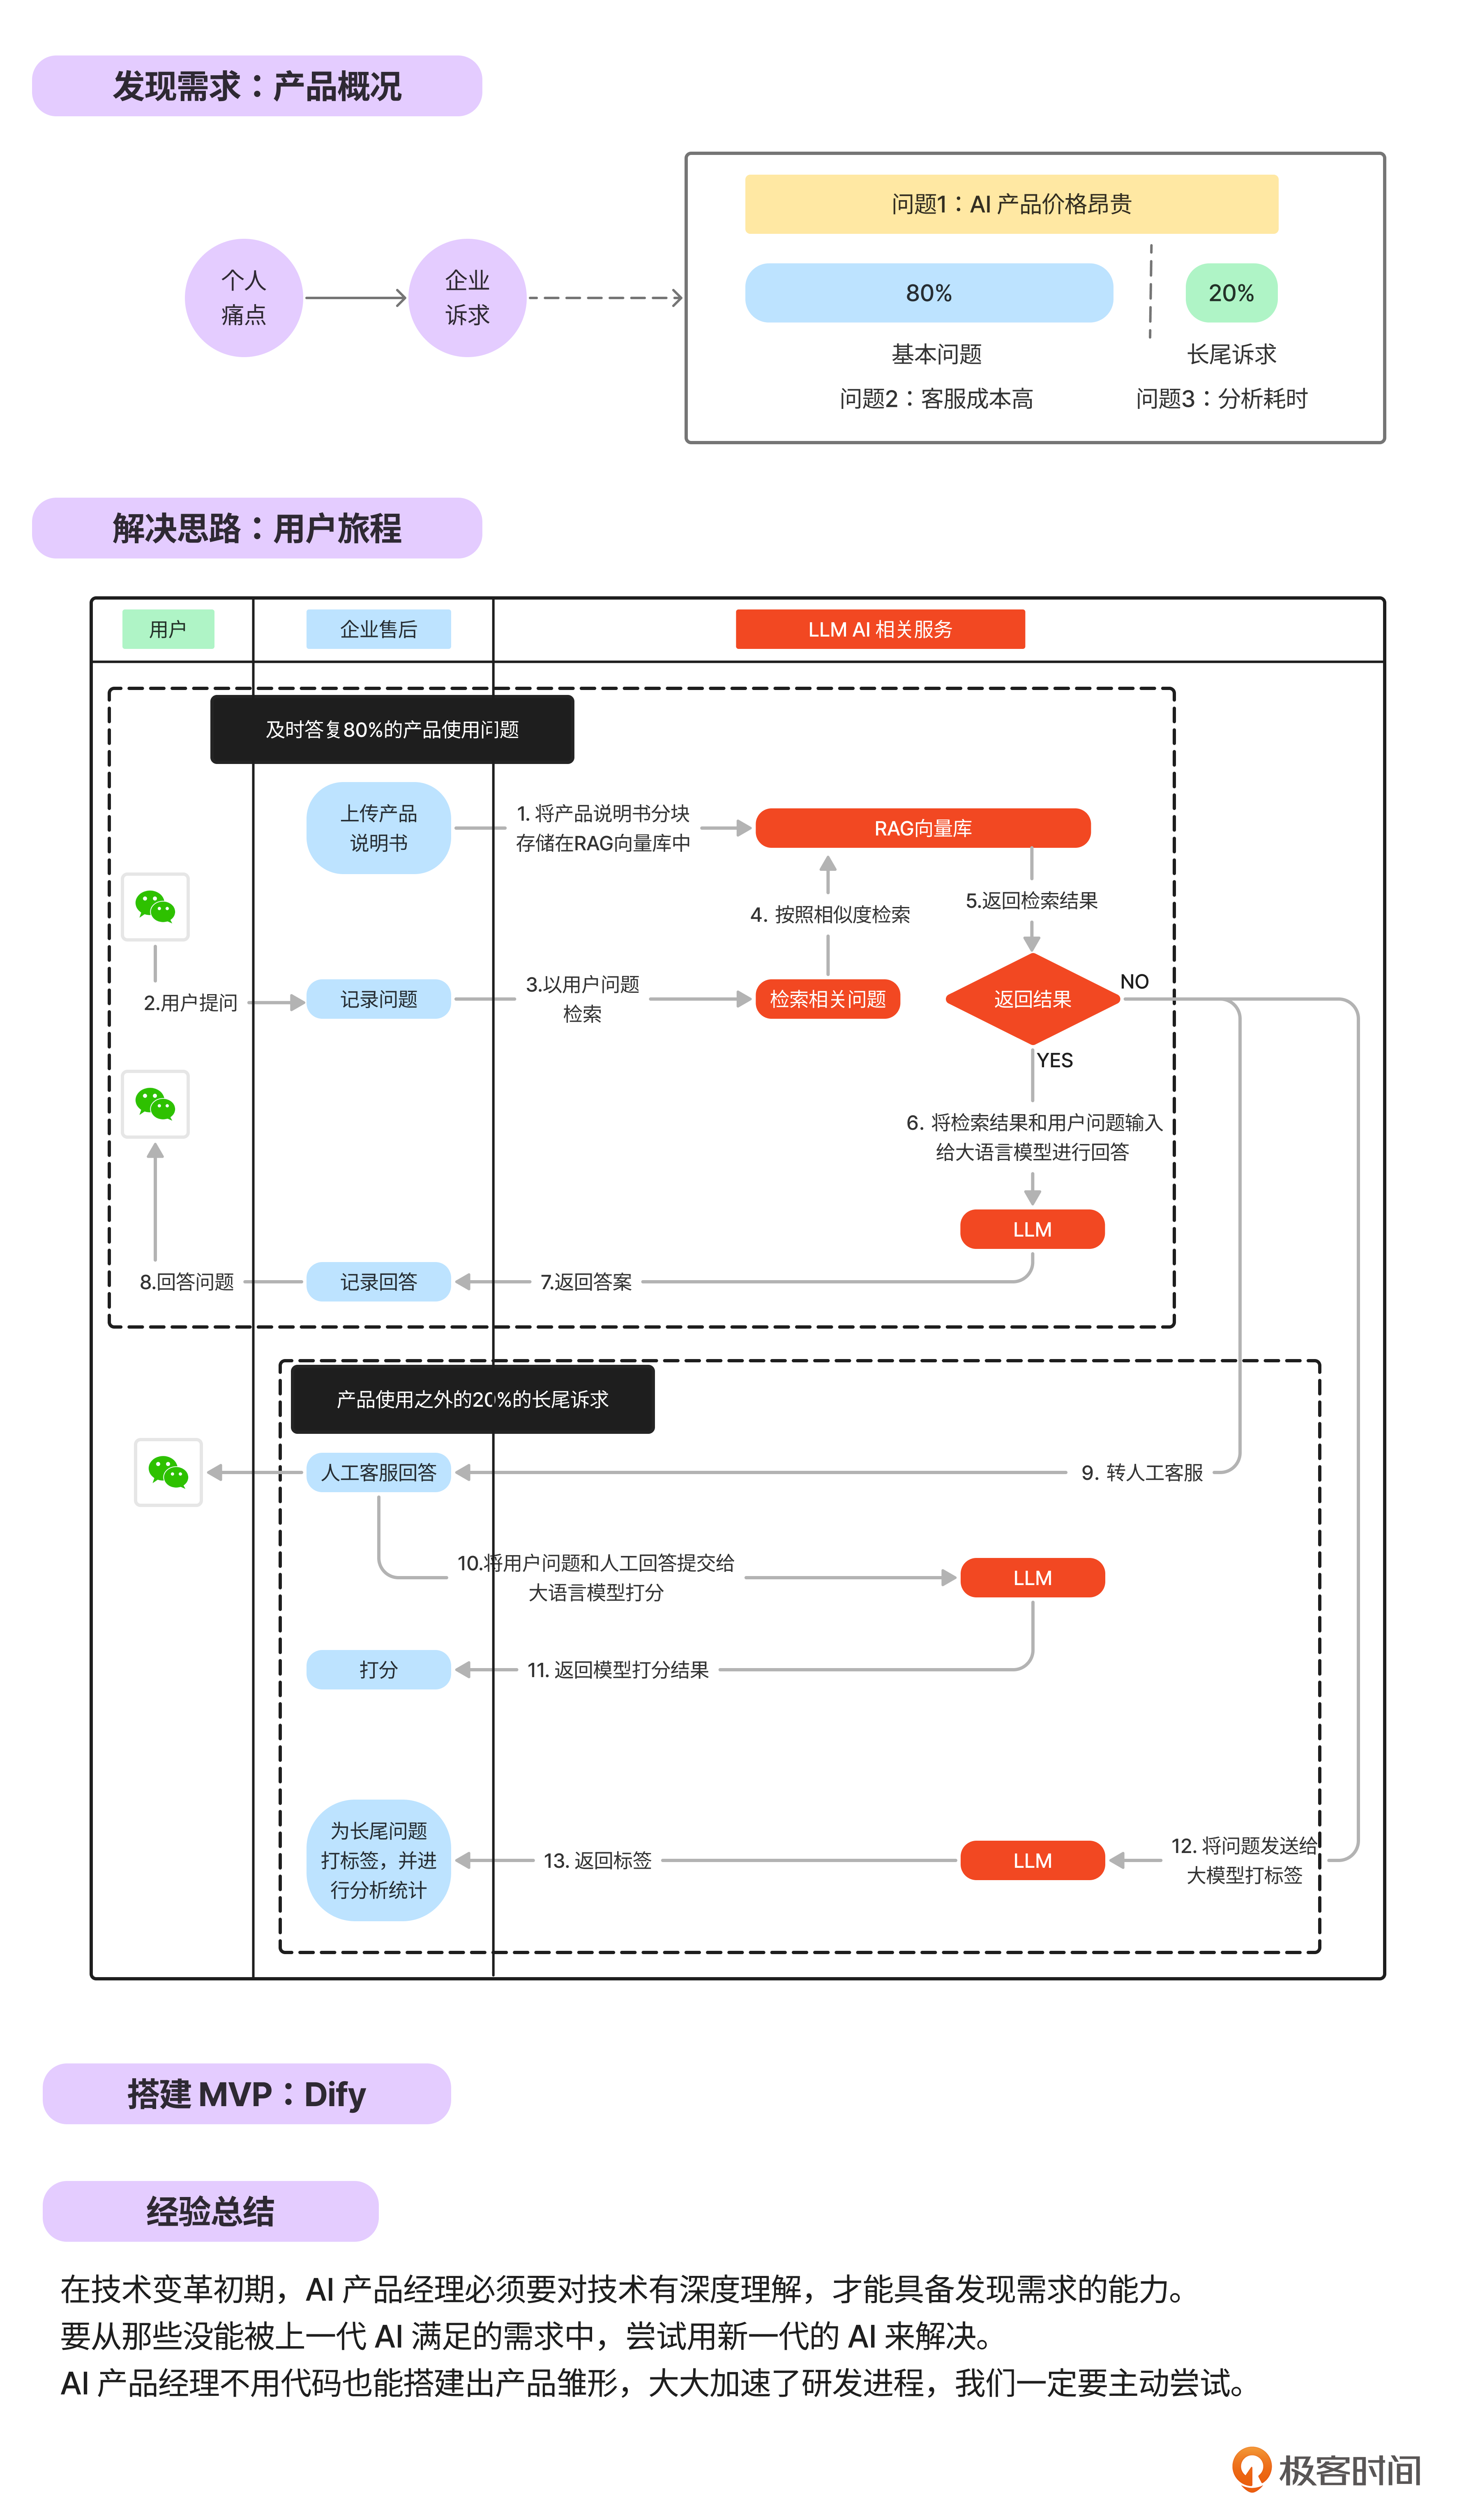 发现需求：产品概况
问题1：AI 产品价格昂贵
个人
痛点
企业
诉求
80%
20%
基本问题
长尾诉求
问题2：客服成本高
问题3：分析耗时
解决思路：用户旅程
用户
企业售后
LLM AI 相关服务
及时答复80%的产品使用问题
上传产品
说明书
1. 将产品说明书分块
存储在RAG向量库中
RAG向量库
4. 按照相似度检索
5.返回检索结果
2.用户提问
记录问题
3.以用户问题
检索
检索相关问题
返回结果
NO
YES
6. 将检索结果和用户问题输入
给大语言模型进行回答
LLM
8.回答问题
记录回答
7.返回答案
产品使用之外的20%的长尾诉求
人工客服回答
9. 转人工客服
10.将用户问题和人工回答提交给
大语言模型打分
LLM
打分
11. 返回模型打分结果
为长尾问题
打标签，并进
行分析统计
13. 返回标签
LLM
12. 将问题发送给
大模型打标签
搭建 MVP：Dify
经验总结
在技术变革初期，AI 产品经理必须要对技术有深度理解，才能具备发现需求的能力。
要从那些没能被上一代 AI 满足的需求中，尝试用新一代的 AI 来解决。
AI 产品经理不用代码也能搭建出产品雏形，大大加速了研发进程，我们一定要主动尝试。
极客时间